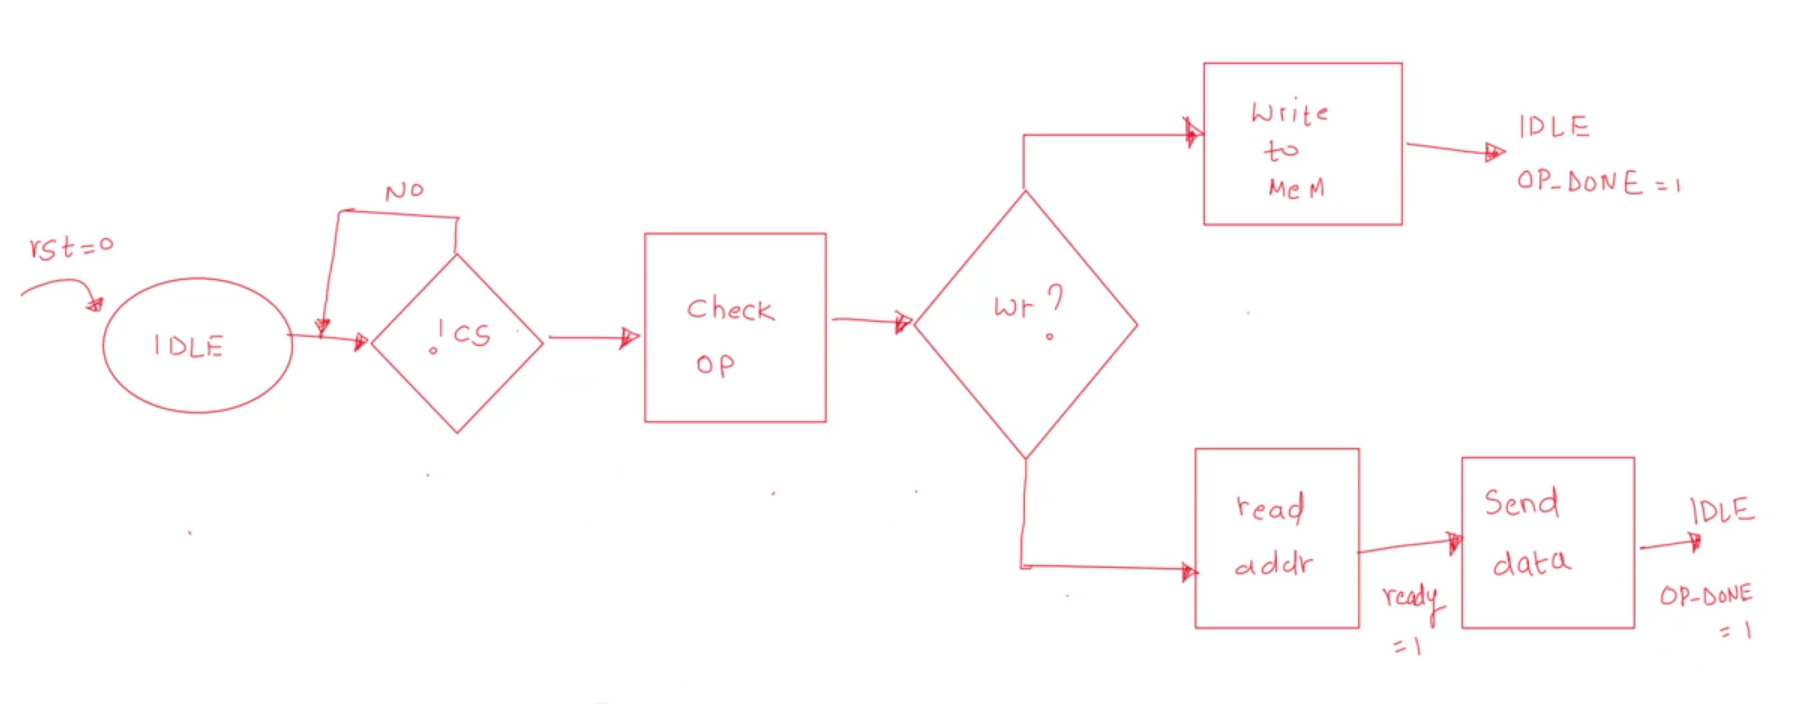 rst=0
IDLE
NO
!CS
Check
OP
wr?
Write
to
MeM
IDLE
OP_DONE=1
read
addr
ready
=1
Send
data
IDLE
OP-DONE
=1